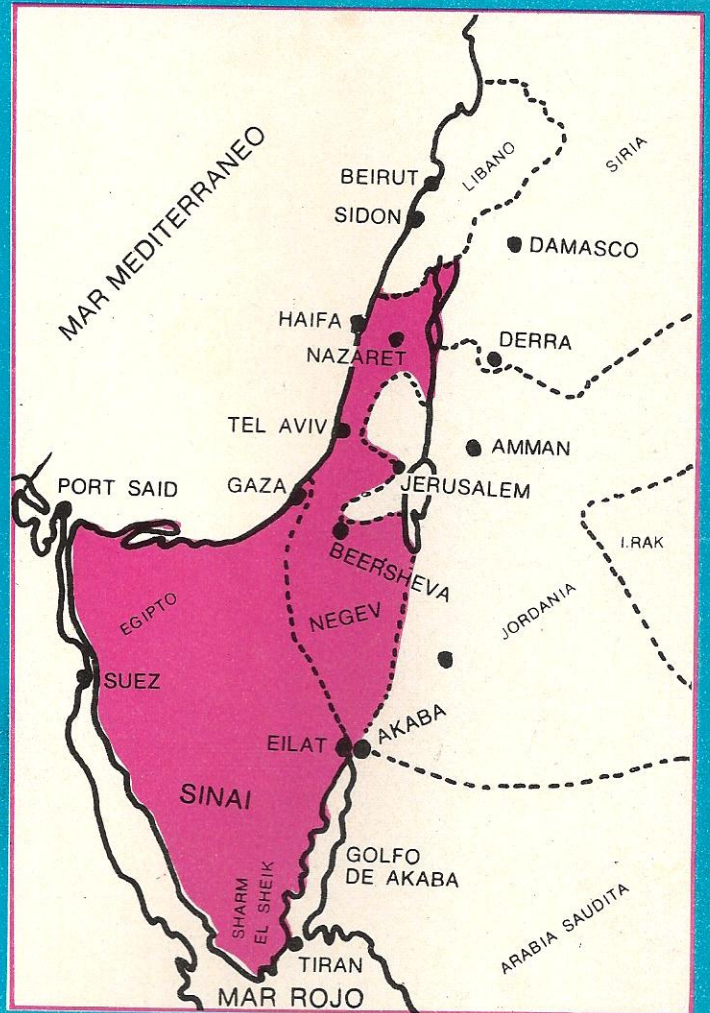 MAR MEDITERRANEO
BEIRUT
LIBANO
SIRIA
SIDON
DAMASCO
HAIFA
NAZARET
DERRA
TEL AVIV
AMMAN
PORT SAID
GAZA
JERUSALEM
BEERSHEVA
I.RAK
EGIPTO
NEGEV
JORDANIA
SUEZ
EILAT
AKABA
SINAI
GOLFO
DE AKABA
SHARM
EL SHEIK
ARABIA SAUDITA
TIRAN
MAR ROJO